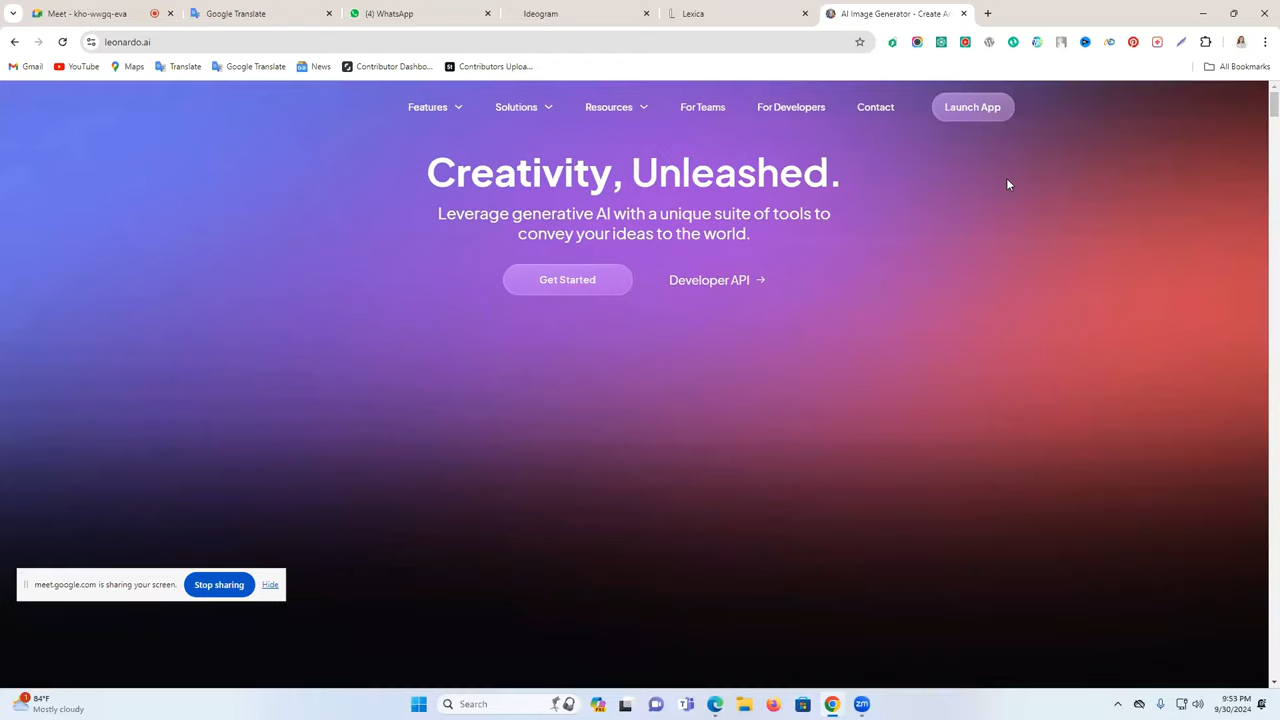 Meet - kho-wwgq-eva
Google Translate
(4) WhatsApp
Ideogram
Lexica
AI Image Generator - Create Ar
leonardo.ai
Gmail
YouTube
Maps
Translate
Google Translate
News
Contributor Dashbo...
Contributors Uploa...
All Bookmarks
Features
Solutions
Resources
For Teams
For Developers
Contact
Launch App
Creativity, Unleashed.
Leverage generative AI with a unique suite of tools to
convey your ideas to the world.
Get Started
Developer API →
meet.google.com is sharing your screen.
Stop sharing
Hide
1
84°F
Mostly cloudy
Search
zm
9:53 PM
9/30/2024